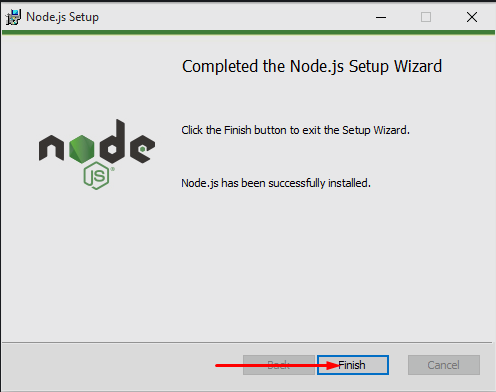 Node.js Setup
Completed the Node.js Setup Wizard
Click the Finish button to exit the Setup Wizard.
node
JS®
Node.js has been successfully installed.
Back
Finish
Cancel